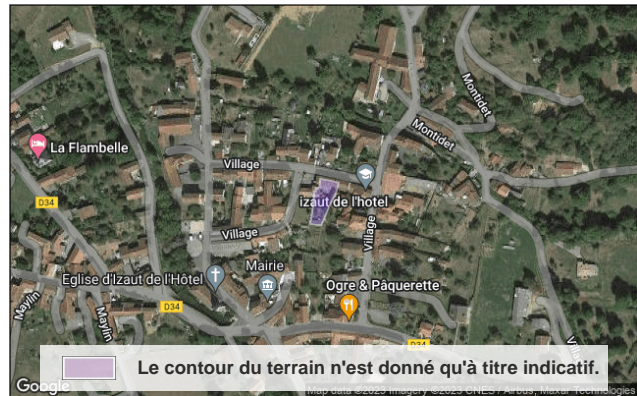 Montidet
Montidet
La Flambelle
Village
izaut de l'hotel
D34
Village
Village
Mairie
Eglise d'Izaut de l'Hôtel
Ogre & Pâquerette
Maylin
Maylin
D34
D34
Le contour du terrain n'est donné qu'à titre indicatif.
Google
Map data ©2023 Imagery ©2023 CNES / Airbus, Maxar Technologies